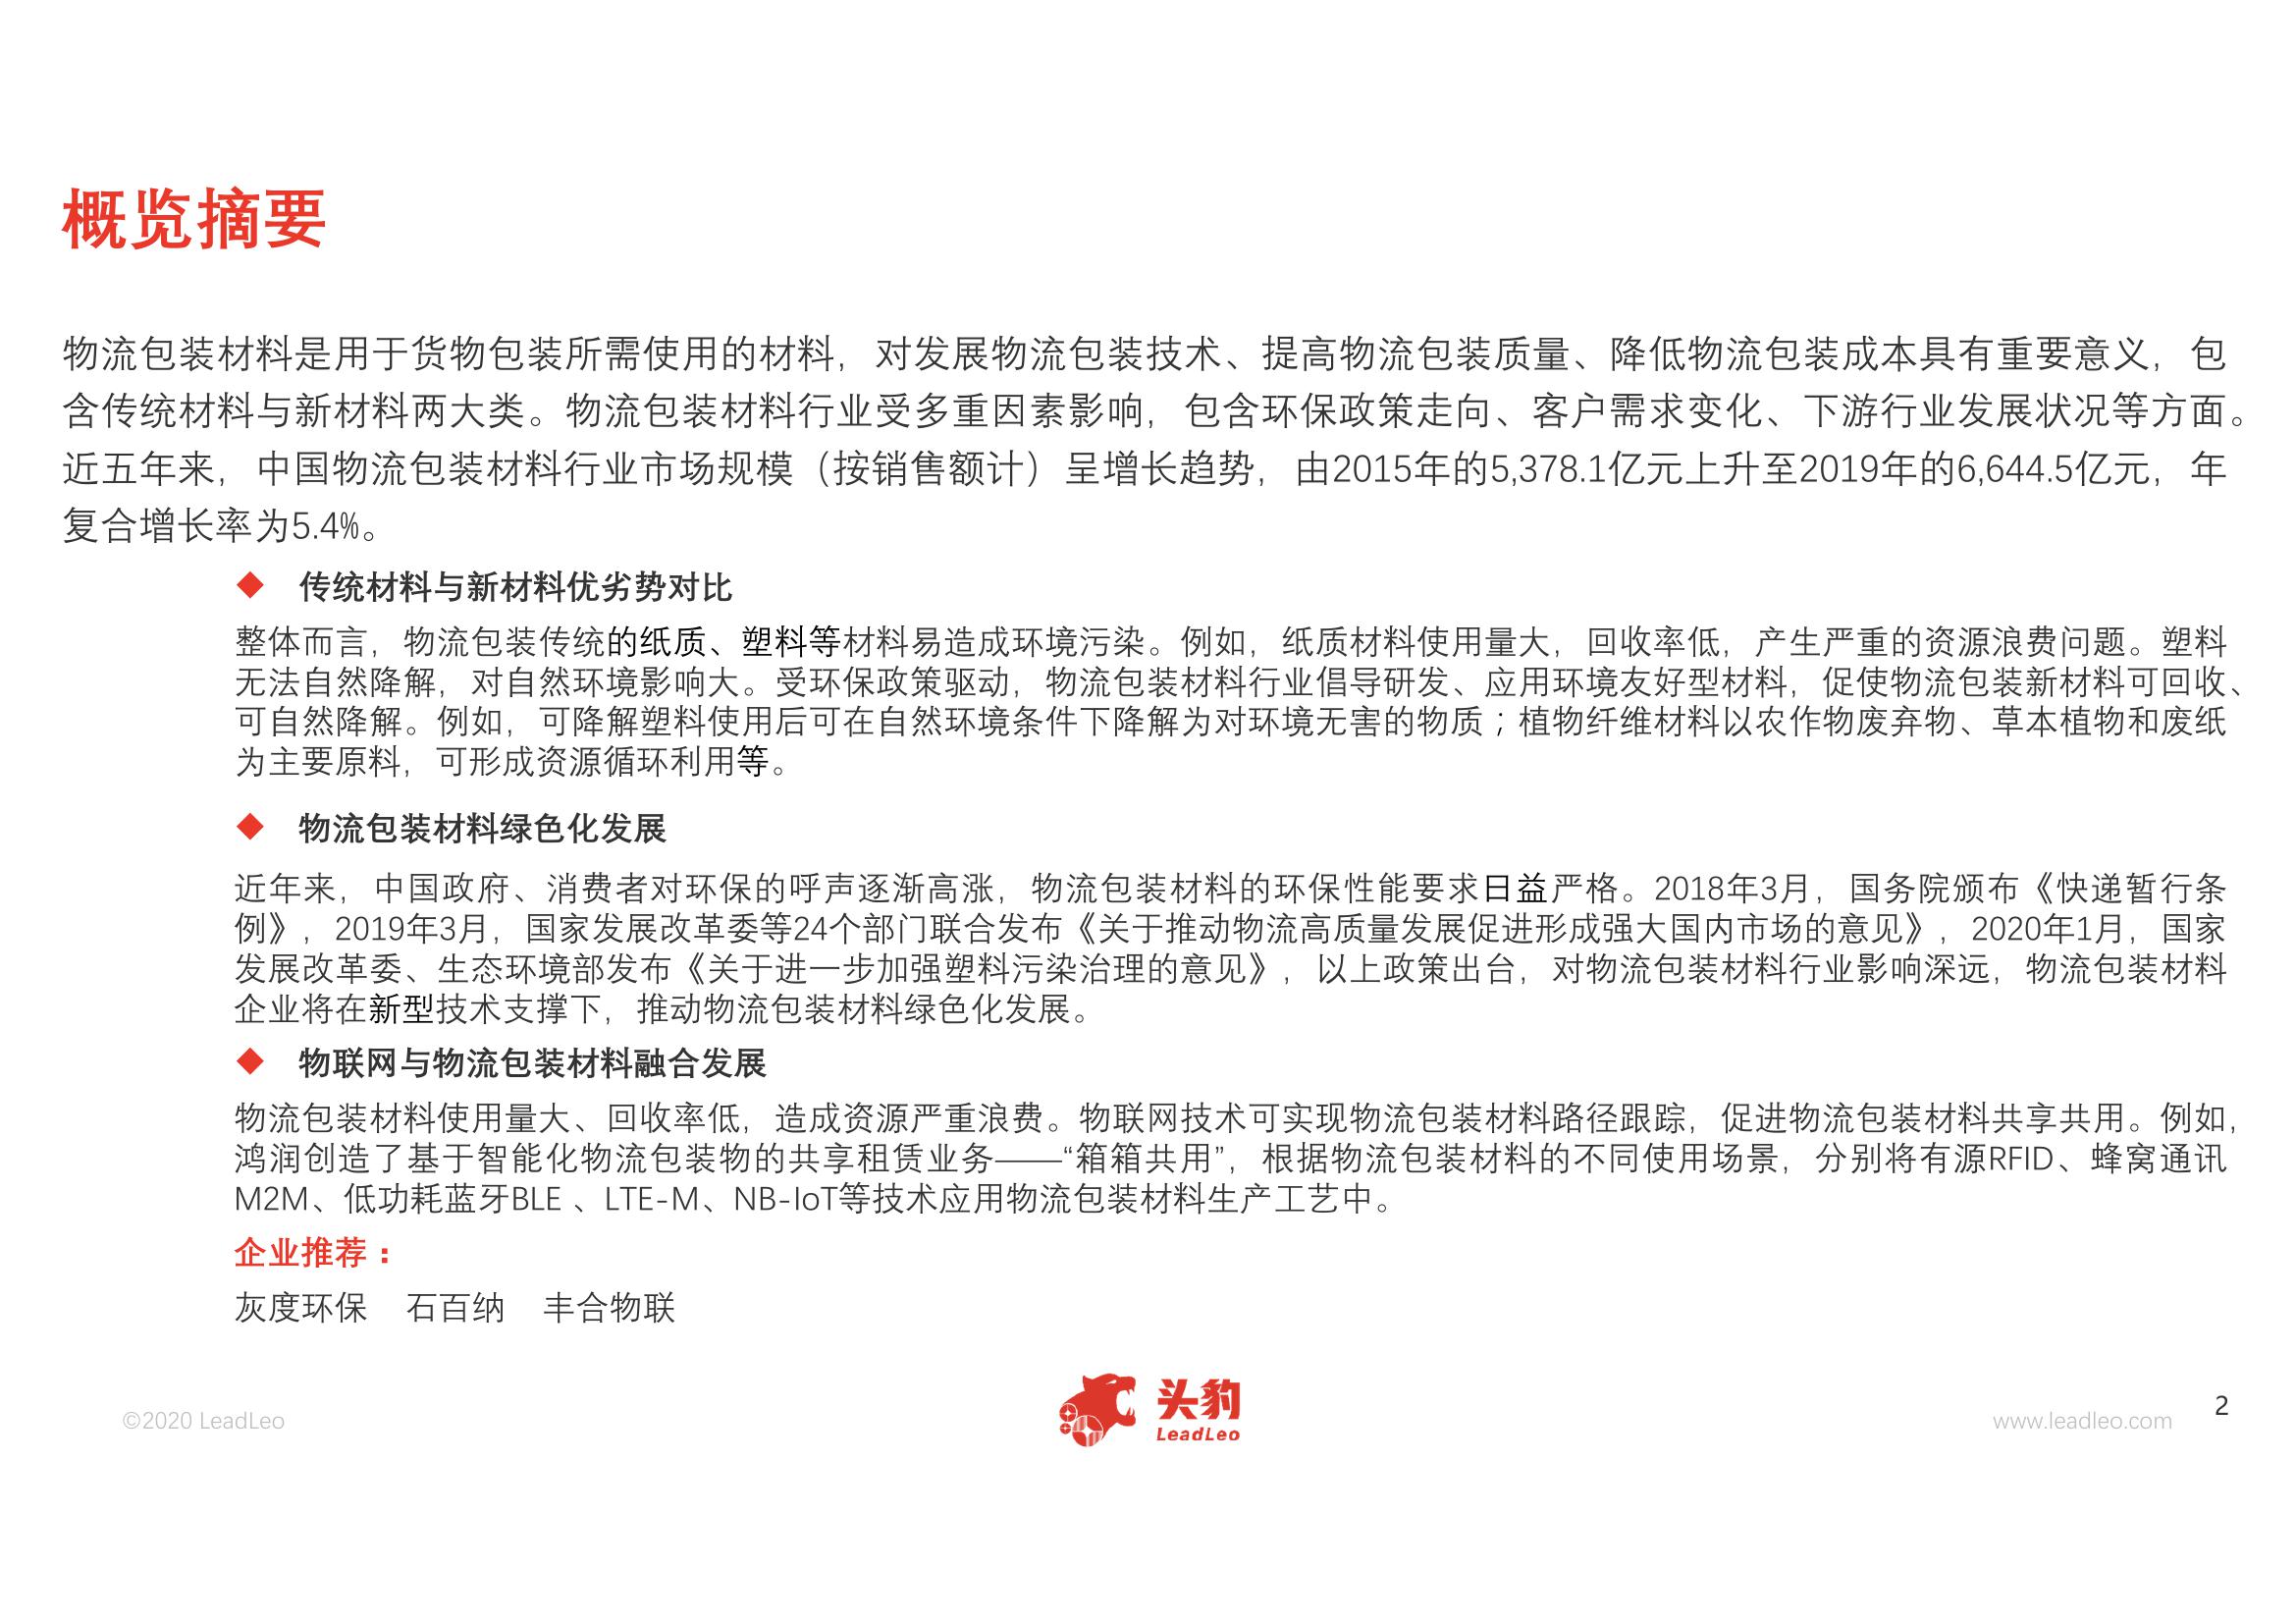 概览摘要
物流包装材料是用于货物包装所需使用的材料，对发展物流包装技术、提高物流包装质量、降低物流包装成本具有重要意义，包
含传统材料与新材料两大类。物流包装材料行业受多重因素影响，包含环保政策走向、客户需求变化、下游行业发展状况等方面。
近五年来，中国物流包装材料行业市场规模（按销售额计）呈增长趋势，由2015年的5,378.1亿元上升至2019年的6,644.5亿元，年
复合增长率为5.4%。
◆ 传统材料与新材料优劣势对比
整体而言，物流包装传统的纸质、塑料等材料易造成环境污染。例如，纸质材料使用量大，回收率低，产生严重的资源浪费问题。塑料
无法自然降解，对自然环境影响大。受环保政策驱动，物流包装材料行业倡导研发、应用环境友好型材料，促使物流包装新材料可回收、
可自然降解。例如，可降解塑料使用后可在自然环境条件下降解为对环境无害的物质；植物纤维材料以农作物废弃物、草本植物和废纸
为主要原料，可形成资源循环利用等。
◆ 物流包装材料绿色化发展
近年来，中国政府、消费者对环保的呼声逐渐高涨，物流包装材料的环保性能要求日益严格。2018年3月，国务院颁布《快递暂行条
例》，2019年3月，国家发展改革委等24个部门联合发布《关于推动物流高质量发展促进形成强大国内市场的意见》，2020年1月，国家
发展改革委、生态环境部发布《关于进一步加强塑料污染治理的意见》，以上政策出台，对物流包装材料行业影响深远，物流包装材料
企业将在新型技术支撑下，推动物流包装材料绿色化发展。
◆ 物联网与物流包装材料融合发展
物流包装材料使用量大、回收率低，造成资源严重浪费。物联网技术可实现物流包装材料路径跟踪，促进物流包装材料共享共用。例如，
鸿润创造了基于智能化物流包装物的共享租赁业务——“箱箱共用”，根据物流包装材料的不同使用场景，分别将有源RFID、蜂窝通讯
M2M、低功耗蓝牙BLE 、LTE-M、NB-IoT等技术应用物流包装材料生产工艺中。
企业推荐：
灰度环保 石百纳 丰合物联
©2020 LeadLeo
头豹
LeadLeo
www.leadleo.com
2